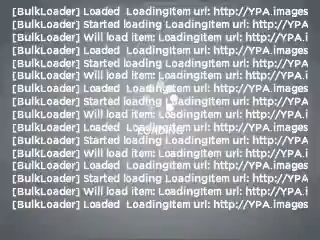 [BulkLoader] Loaded  LoadingItem url: http://YPA.images
[BulkLoader] Started loading LoadingItem url: http://YPA
[BulkLoader] Will load item: LoadingItem url: http://YPA.i
[BulkLoader] Loaded  LoadingItem url: http://YPA.images
[BulkLoader] Started loading LoadingItem url: http://YPA
[BulkLoader] Will load item: LoadingItem url: http://YPA.i
[BulkLoader] Loaded  LoadingItem url: http://YPA.images
[BulkLoader] Started loading LoadingItem url: http://YPA
[BulkLoader] Will load item: LoadingItem url: http://YPA.i
[BulkLoader] Loaded  LoadingItem url: http://YPA.images
LOADING
[BulkLoader] Started loading LoadingItem url: http://YPA
[BulkLoader] Will load item: LoadingItem url: http://YPA.i
[BulkLoader] Loaded  LoadingItem url: http://YPA.images
[BulkLoader] Started loading LoadingItem url: http://YPA
[BulkLoader] Will load item: LoadingItem url: http://YPA.i
[BulkLoader] Loaded  LoadingItem url: http://YPA.images